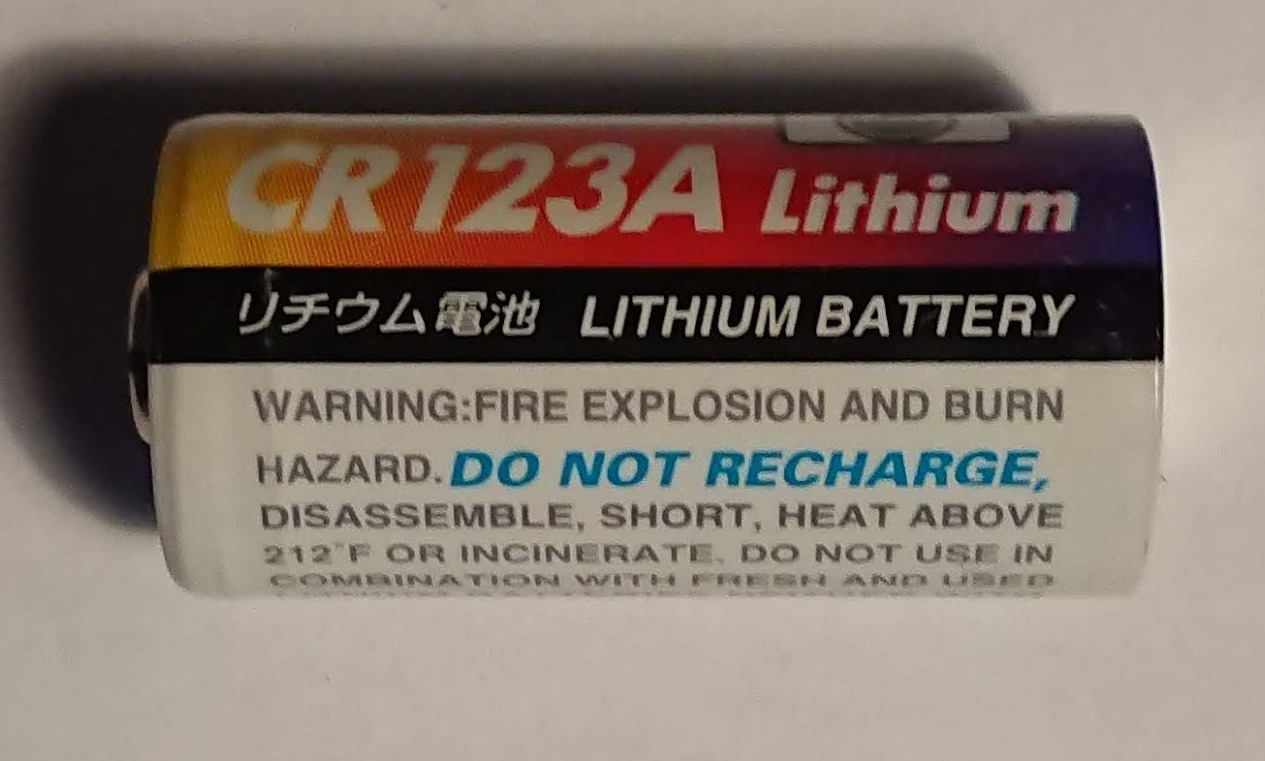 CR123A Lithium
リチウム電池 LITHIUM BATTERY
WARNING:FIRE EXPLOSION AND BURN
HAZARD.DO NOT RECHARGE,
DISASSEMBLE, SHORT, HEAT ABOVE
212°F OR INCINERATE. DO NOT USE IN
COMBINATION WITH FRESH AND USED